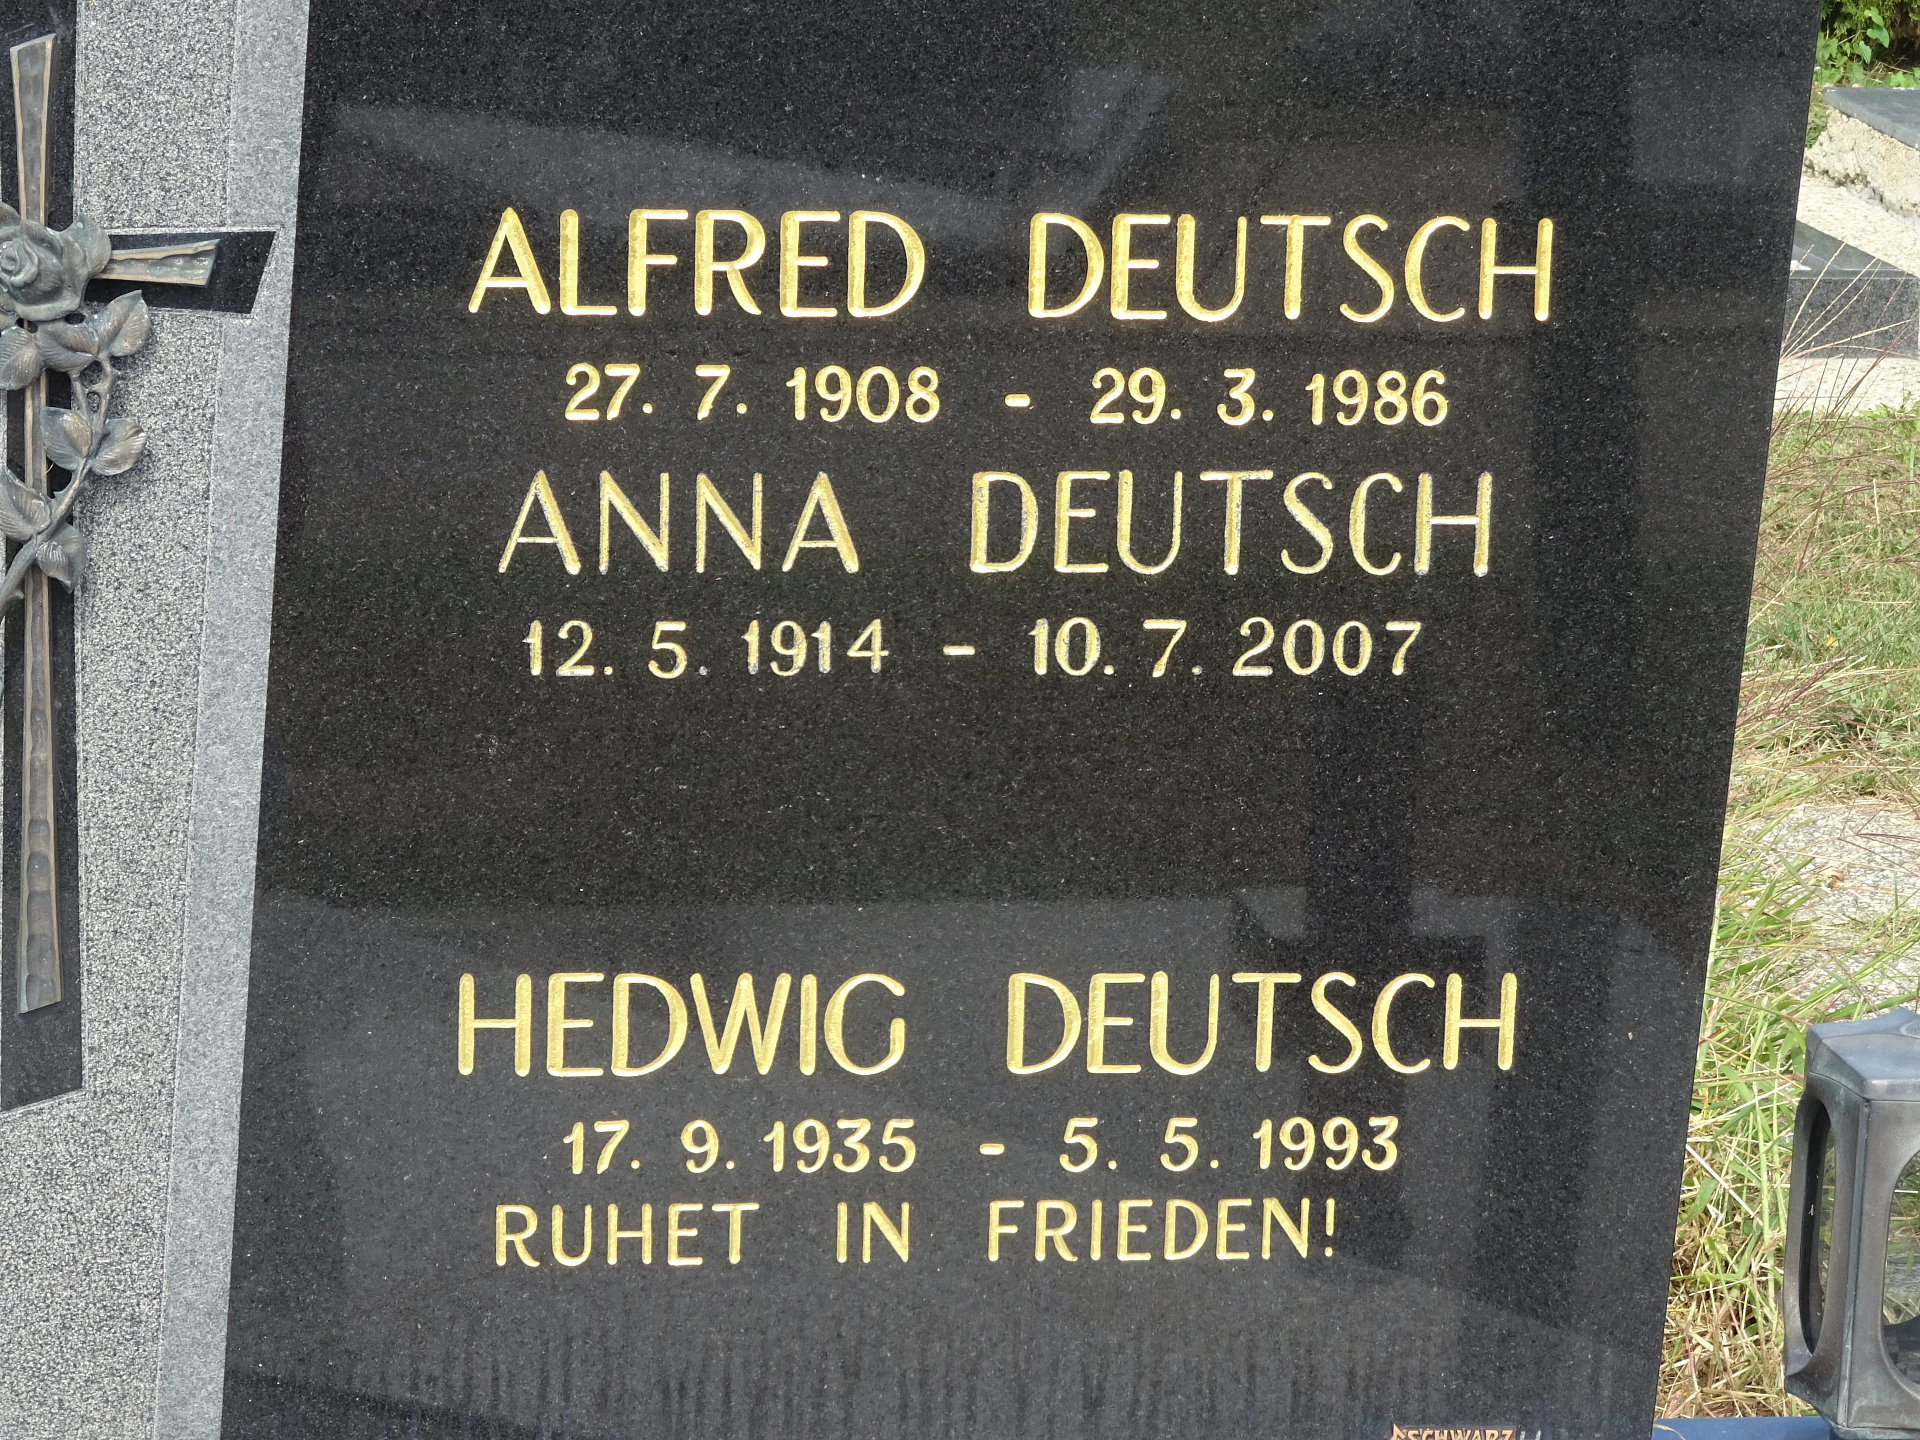 ALFRED DEUTSCH
27. 7. 1908 - 29. 3. 1986
ANNA DEUTSCH
12. 5. 1914 - 10. 7. 2007
HEDWIG DEUTSCH
17. 9. 1935 - 5. 5. 1993
RUHET IN FRIEDEN!
SCHWARZ